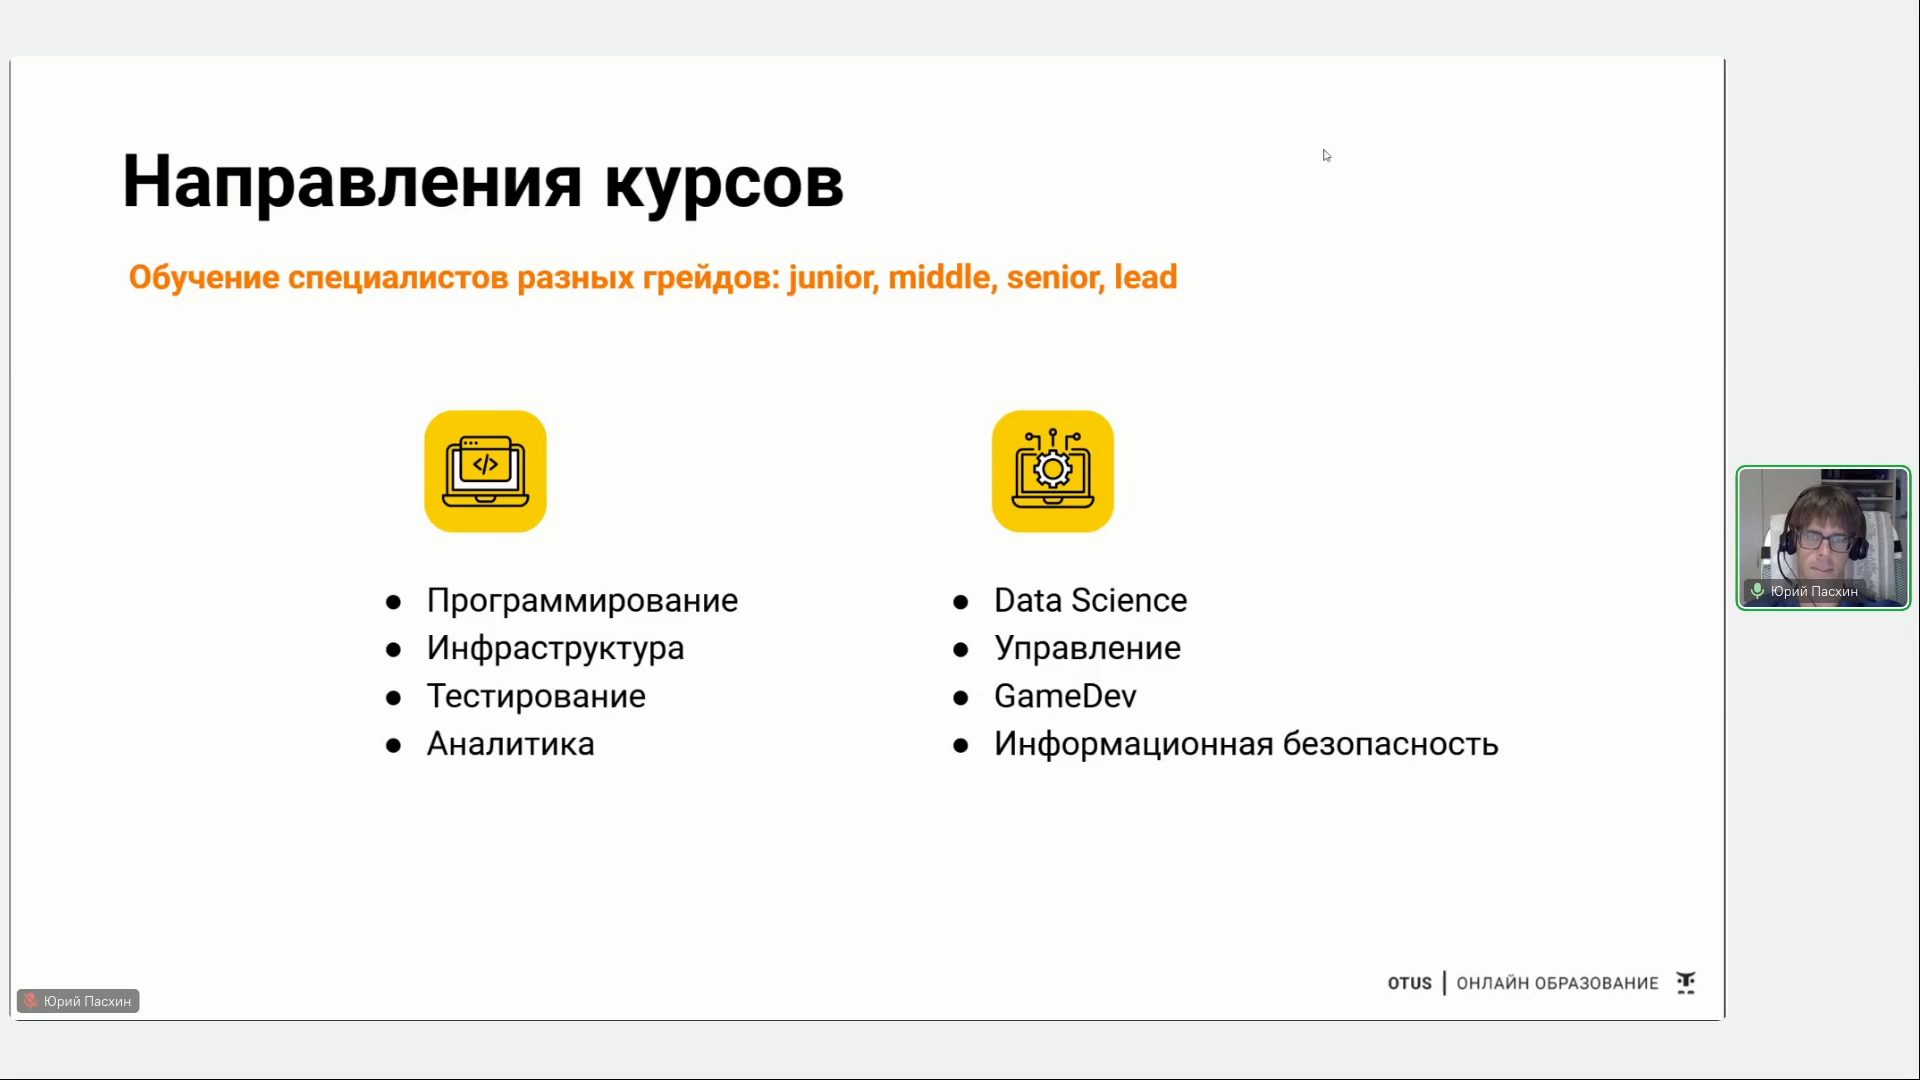 Направления курсов
Обучение специалистов разных грейдов: junior, middle, senior, lead
</>
● Программирование
● Инфраструктура
● Тестирование
● Аналитика
● Data Science
● Управление
● GameDev
● Информационная безопасность
Юрий Пасхин
OTUS | ОНЛАЙН ОБРАЗОВАНИЕ
Юрий Пасхин